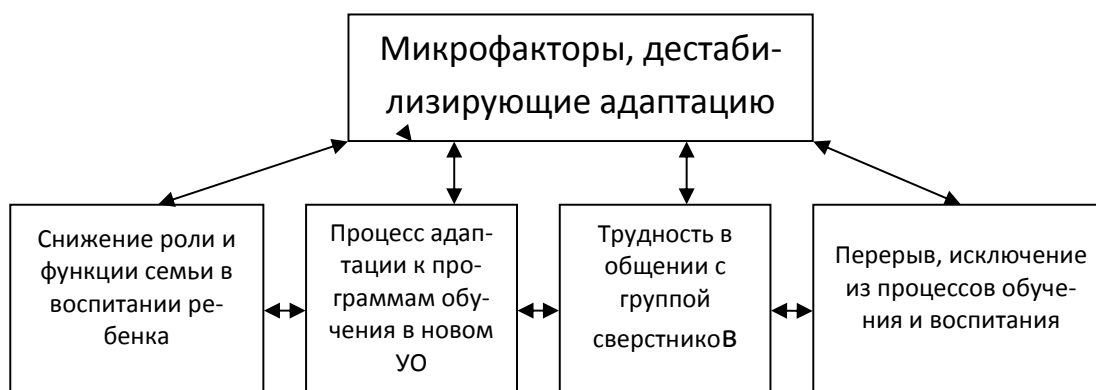 Микрофакторы, дестаби-
лизирующие адаптацию
Снижение роли и
функции семьи в
воспитании ре-
бенка
Процесс адап-
тации к про-
граммам обу-
чения в новом
УО
Трудность в
общении с
группой
сверстников
Перерыв, исключение
из процессов обуче-
ния и воспитания